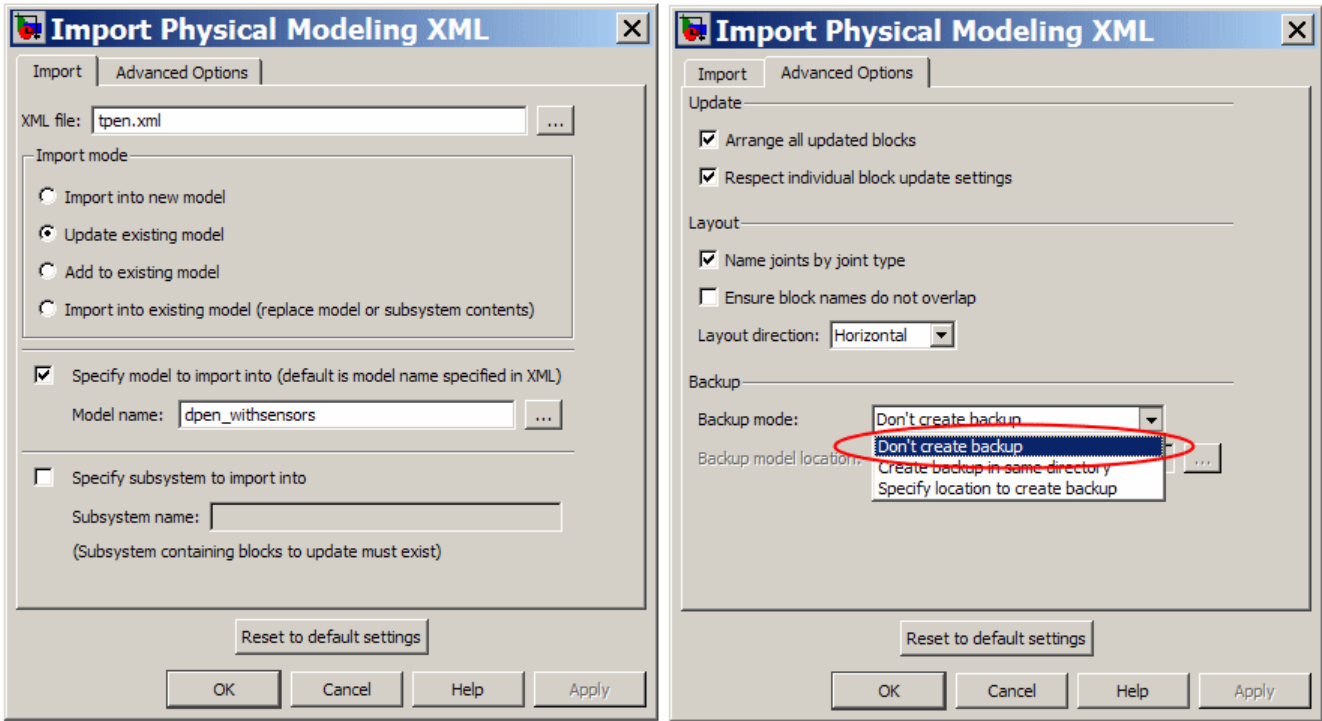 Import Physical Modeling XML
Import
Advanced Options
XML file:
tpen.xml
...
Import mode
Import into new model
Update existing model
Add to existing model
Import into existing model (replace model or subsystem contents)
Specify model to import into (default is model name specified in XML)
Model name:
dpen_withsensors
...
Specify subsystem to import into
Subsystem name:
(Subsystem containing blocks to update must exist)
Reset to default settings
OK
Cancel
Help
Apply
Import Physical Modeling XML
Import
Advanced Options
Update
Arrange all updated blocks
Respect individual block update settings
Layout
Name joints by joint type
Ensure block names do not overlap
Layout direction:
Horizontal
Backup
Backup mode:
Don't create backup
Don't create backup
Backup model location:
...
Create backup in same directory
Specify location to create backup
Reset to default settings
OK
Cancel
Help
Apply